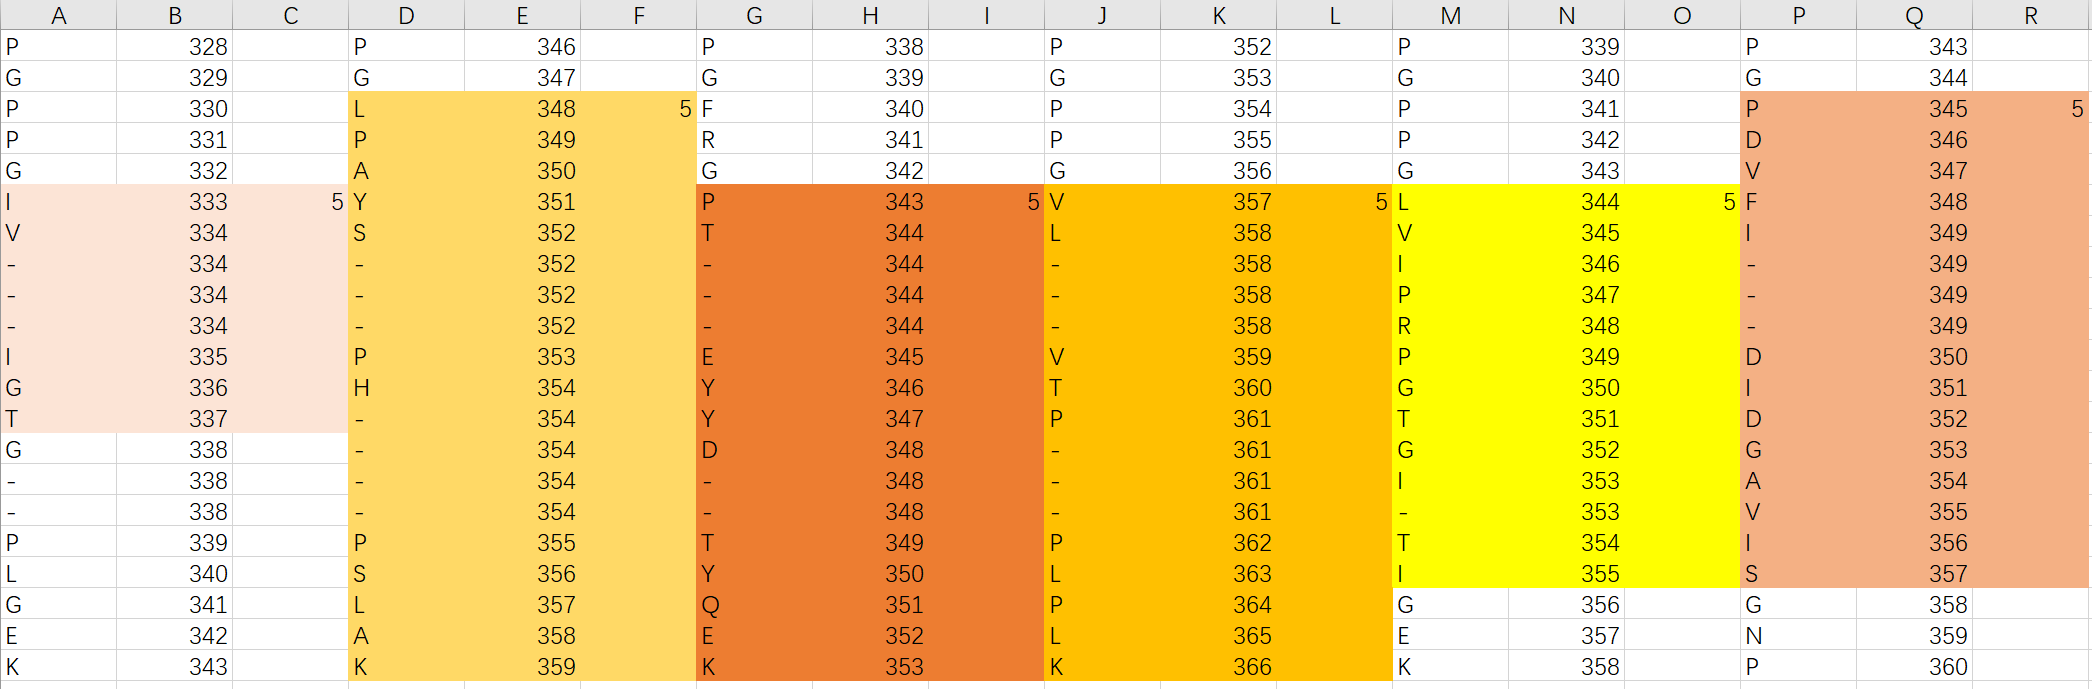 A B C D E F G H I J K L M N O P Q R
P 328 P 346 P 338 P 352 P 339 P 343
G 329 G 347 G 339 G 353 G 340 G 344
P 330 L 348 5 F 340 P 354 P 341 P 345 5
P 331 P 349 R 341 P 355 P 342 D 346
G 332 A 350 G 342 G 356 G 343 V 347
I 333 5 Y 351 P 343 5 V 357 5 L 344 5 F 348
V 334 S 352 T 344 L 358 V 345 I 349
- 334 - 352 - 344 - 358 I 346 - 349
- 334 - 352 - 344 - 358 P 347 - 349
- 334 - 352 - 344 - 358 R 348 - 349
I 335 P 353 E 345 V 359 P 349 D 350
G 336 H 354 Y 346 T 360 G 350 I 351
T 337 - 354 Y 347 P 361 T 351 D 352
G 338 - 354 D 348 - 361 G 352 G 353
- 338 - 354 - 348 - 361 I 353 A 354
- 338 - 354 - 348 - 361 - 353 V 355
P 339 P 355 T 349 P 362 T 354 I 356
L 340 S 356 Y 350 L 363 I 355 S 357
G 341 L 357 Q 351 P 364 G 356 G 358
E 342 A 358 E 352 L 365 E 357 N 359
K 343 K 359 K 353 K 366 K 358 P 360